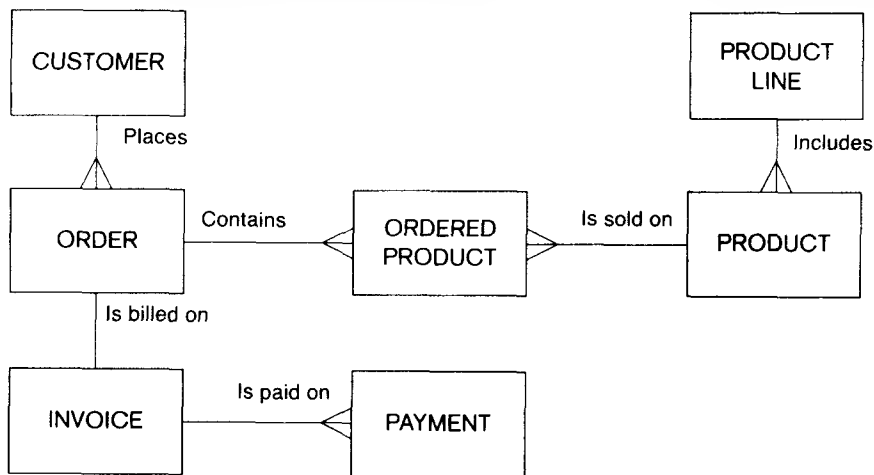 CUSTOMER
PRODUCT
LINE
Places
Includes
ORDER
Contains
ORDERED
PRODUCT
Is sold on
PRODUCT
Is billed on
INVOICE
Is paid on
PAYMENT